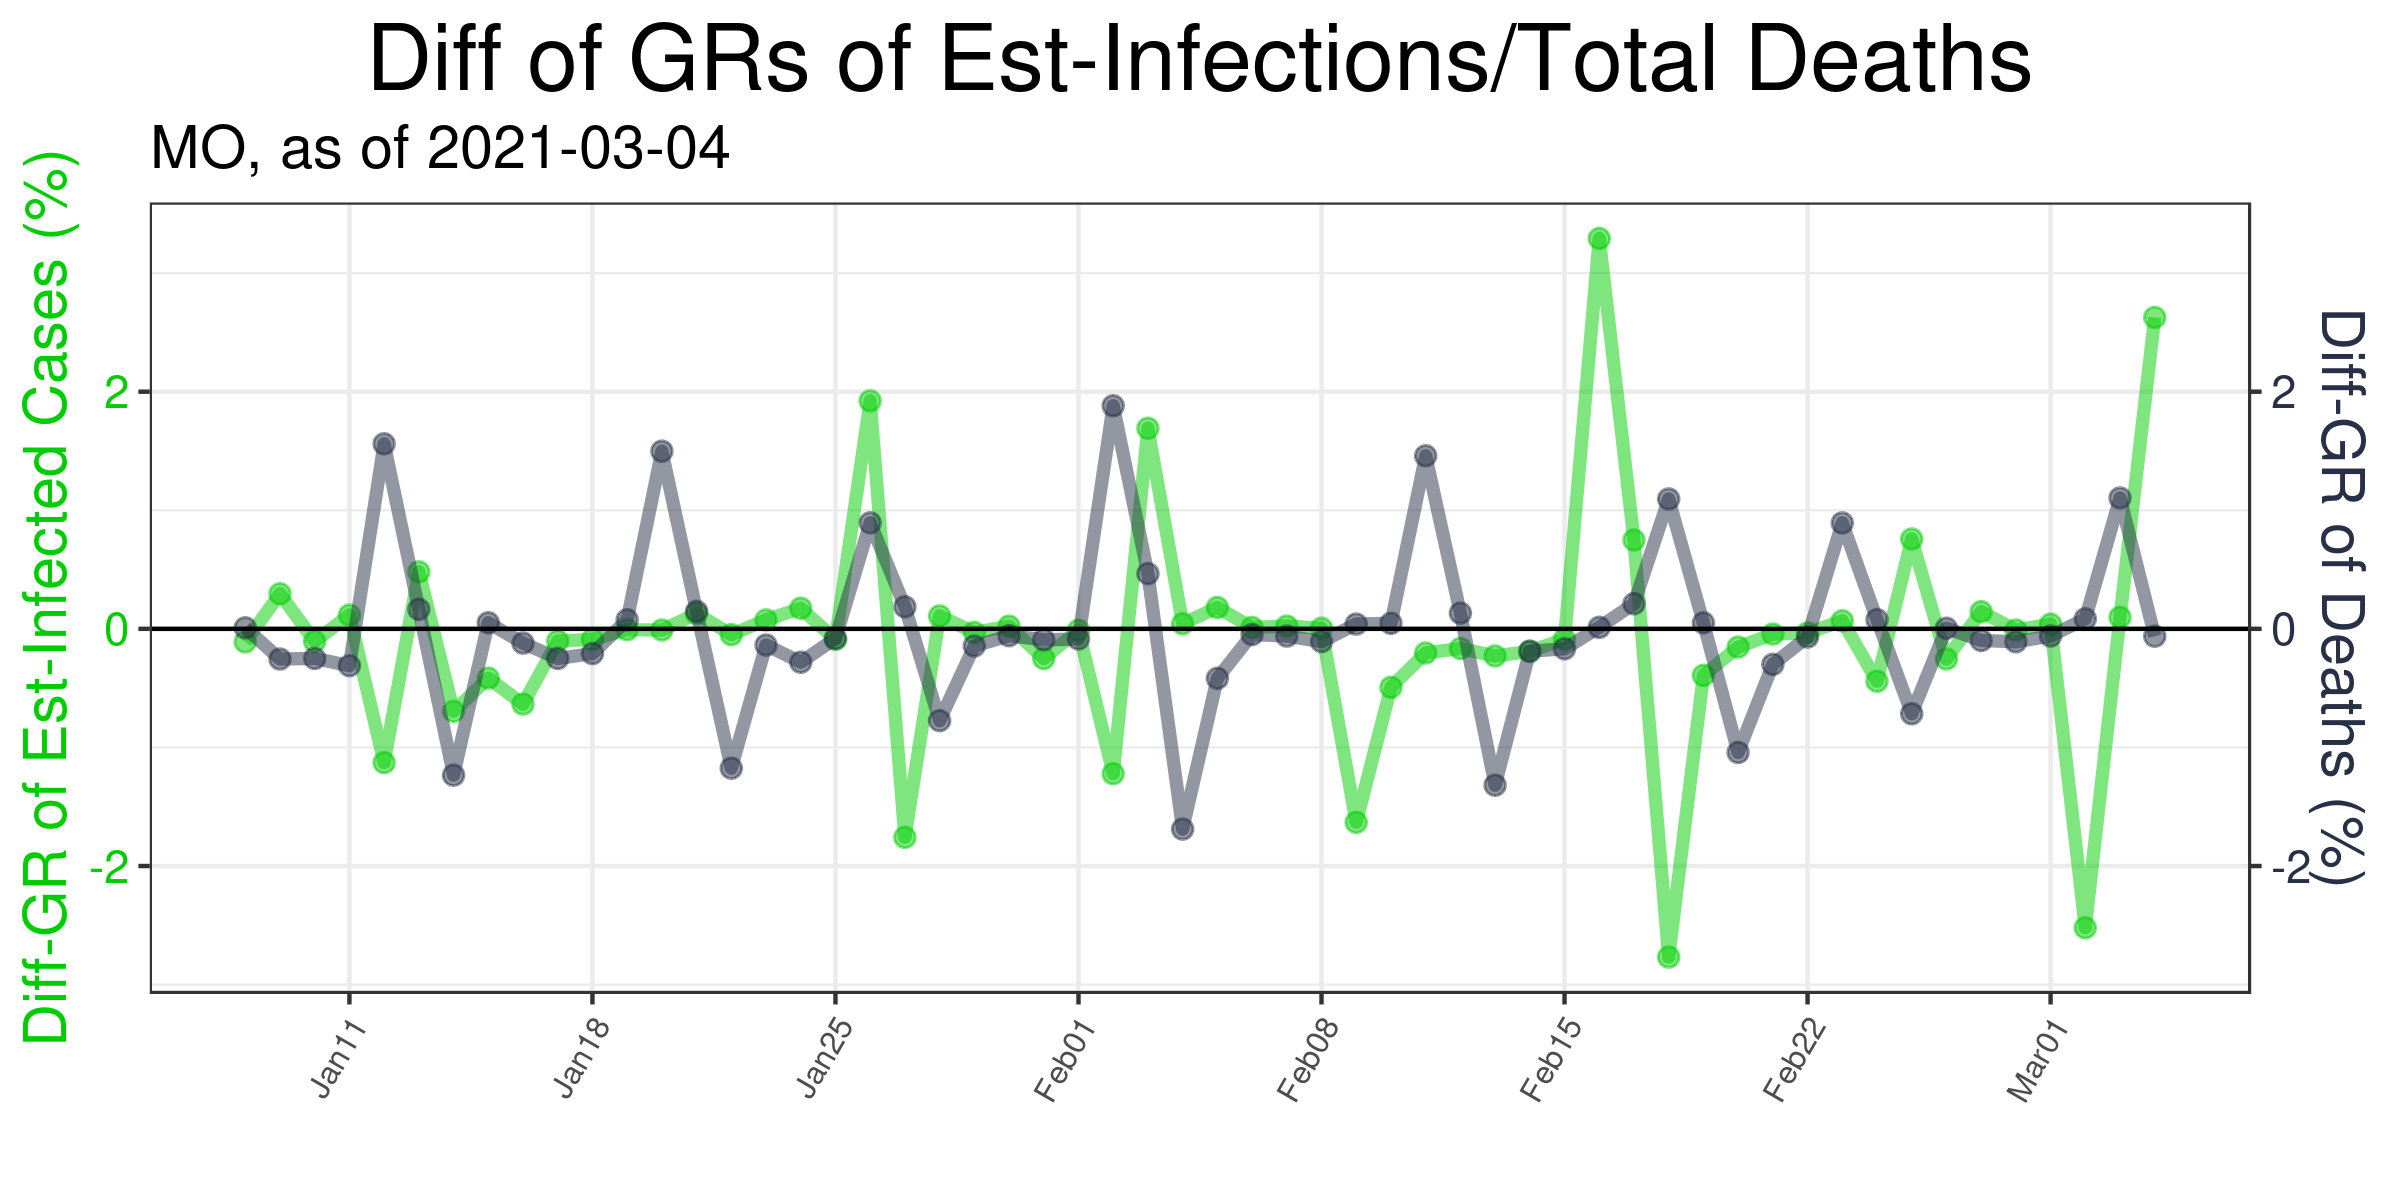 Diff of GRs of Est-Infections/Total Deaths
MO, as of 2021-03-04
Diff-GR of Est-Infected Cases (%)
2
0
-2
2
0
-2
Diff-GR of Deaths (%)
Jan11
Jan18
Jan25
Feb01
Feb08
Feb15
Feb22
Mar01